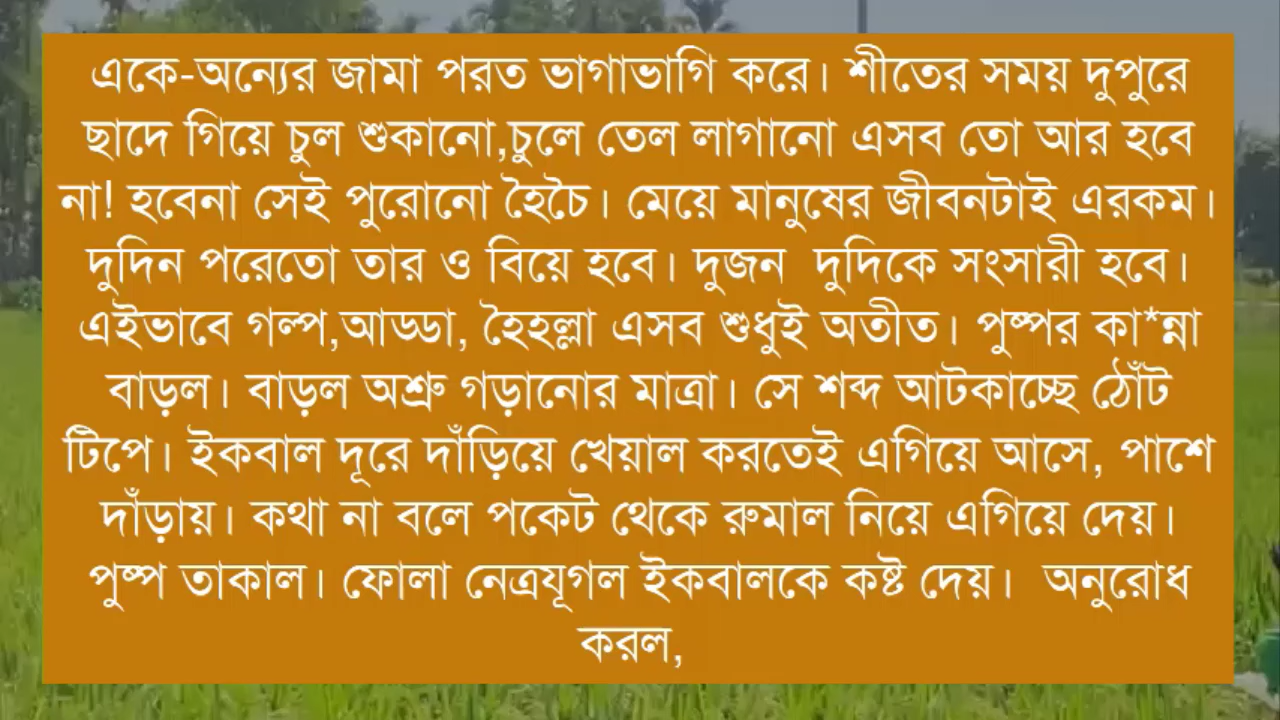 একে-অন্যের জামা পরত ভাগাভাগি করে। শীতের সময় দুপুরে
ছাদে গিয়ে চুল শুকানো,চুলে তেল লাগানো এসব তো আর হবে
না! হবেনা সেই পুরোনো হৈচৈ। মেয়ে মানুষের জীবনটাই এরকম।
দুদিন পরেতো তার ও বিয়ে হবে। দুজন  দুদিকে সংসারী হবে।
এইভাবে গল্প,আড্ডা, হৈহল্লা এসব শুধুই অতীত। পুষ্পর কা*ন্না
বাড়ল। বাড়ল অশ্রু গড়ানোর মাত্রা। সে শব্দ আটকাচ্ছে ঠোঁট
টিপে। ইকবাল দূরে দাঁড়িয়ে খেয়াল করতেই এগিয়ে আসে, পাশে
দাঁড়ায়। কথা না বলে পকেট থেকে রুমাল নিয়ে এগিয়ে দেয়।
পুষ্প তাকাল। ফোলা নেত্রযূগল ইকবালকে কষ্ট দেয়।  অনুরোধ
করল,